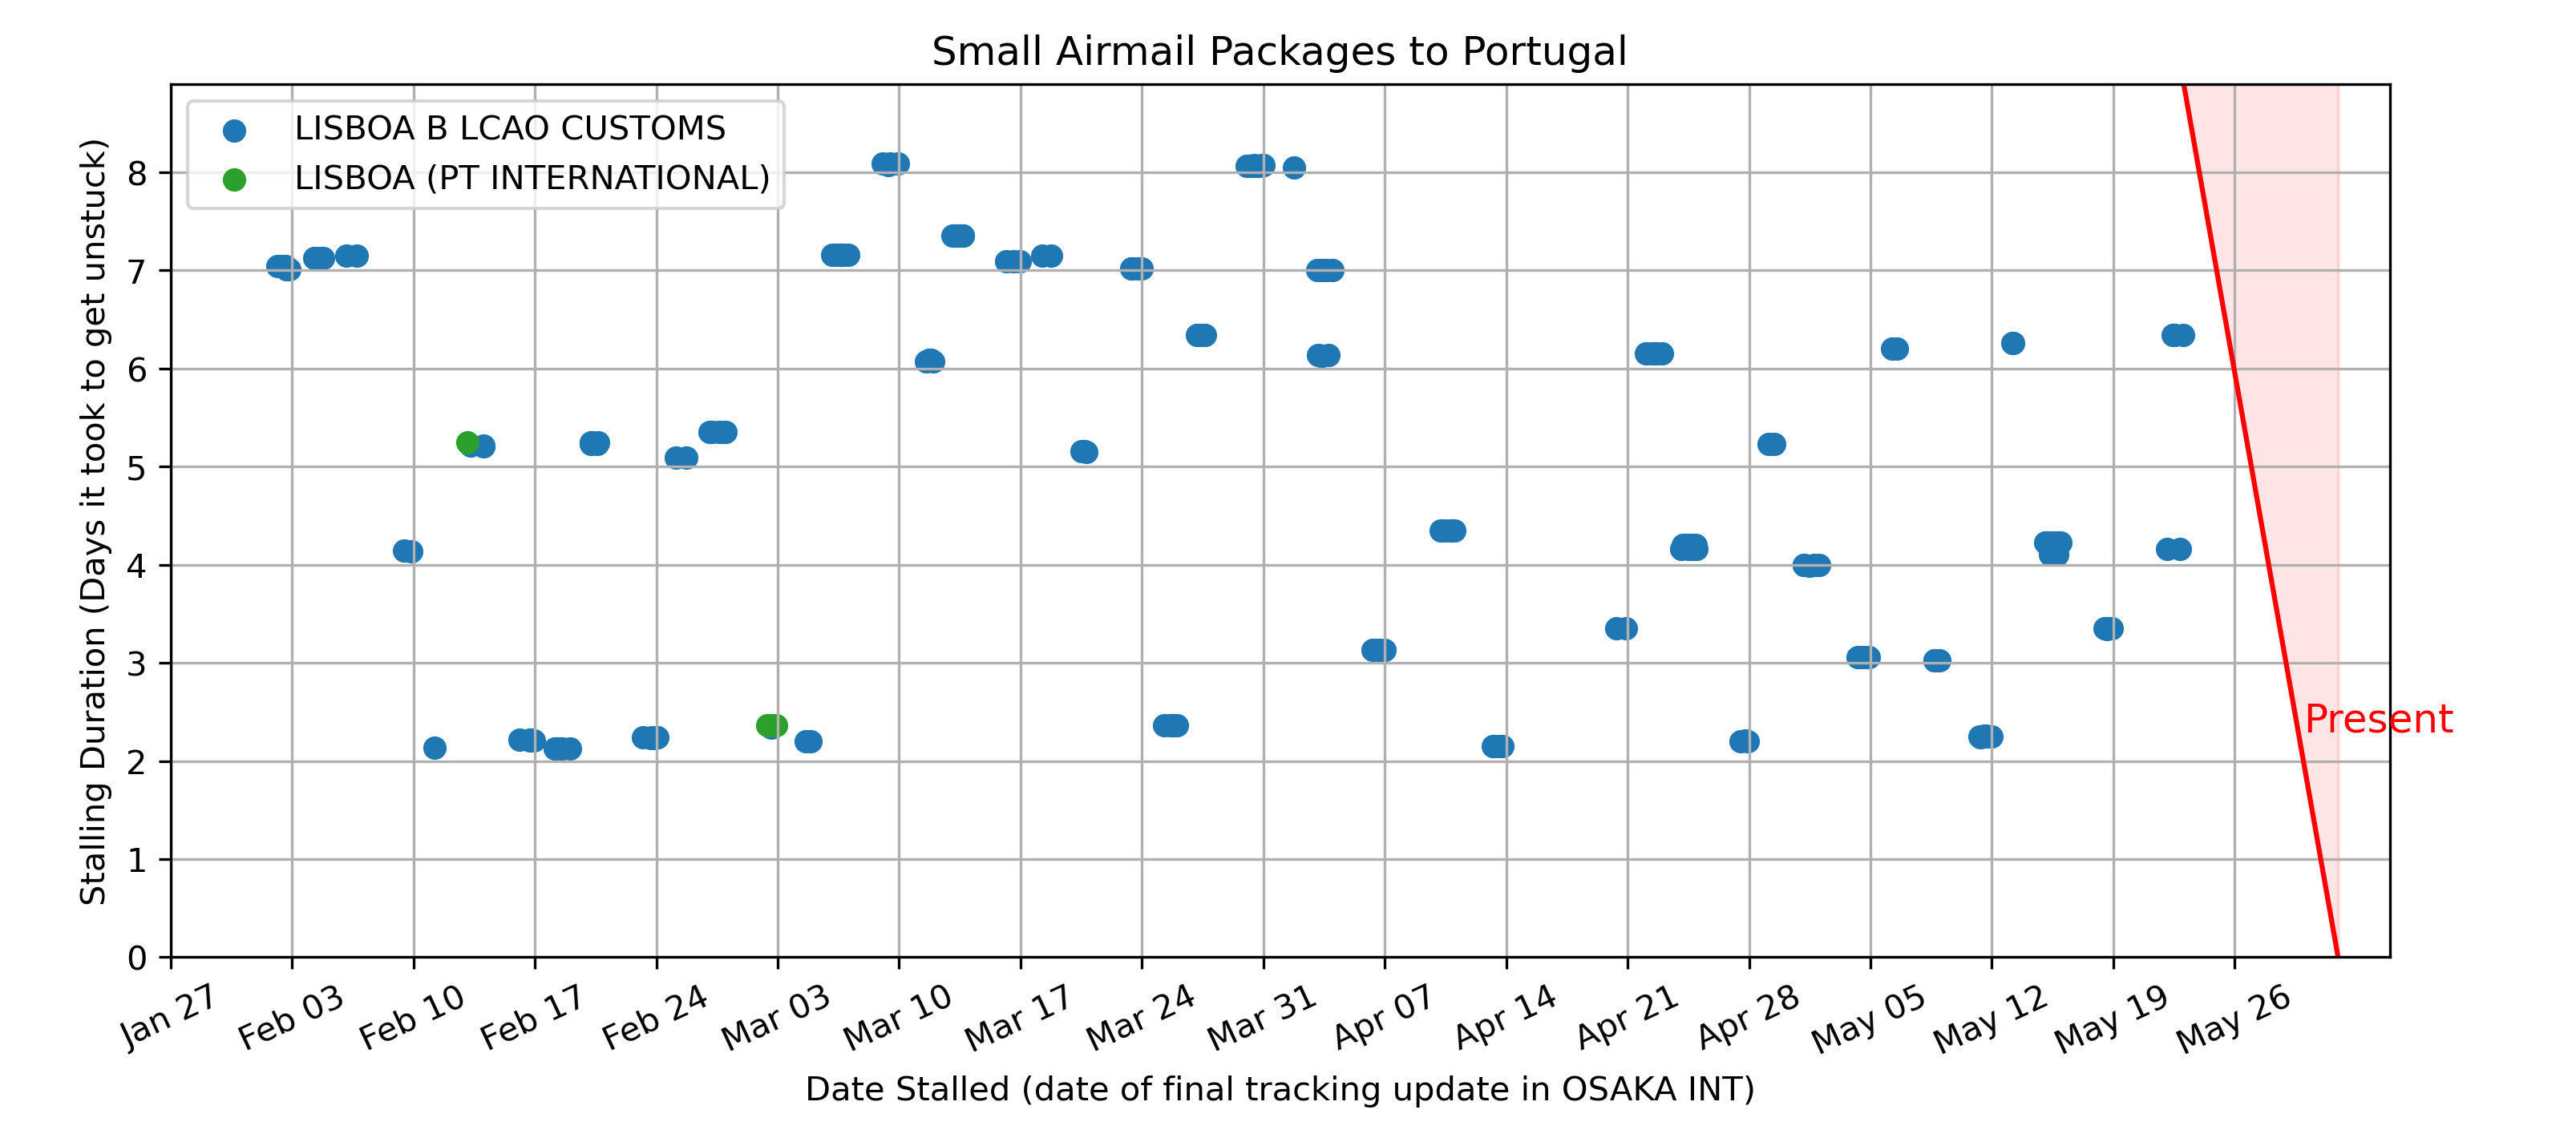 Small Airmail Packages to Portugal
LISBOA B LCAO CUSTOMS
LISBOA (PT INTERNATIONAL)
Stalling Duration (Days it took to get unstuck)
8
7
6
5
4
3
2
1
0
Present
Jan 27
Feb 03
Feb 10
Feb 17
Feb 24
Mar 03
Mar 10
Mar 17
Mar 24
Mar 31
Apr 07
Apr 14
Apr 21
Apr 28
May 05
May 12
May 19
May 26
Date Stalled (date of final tracking update in OSAKA INT)